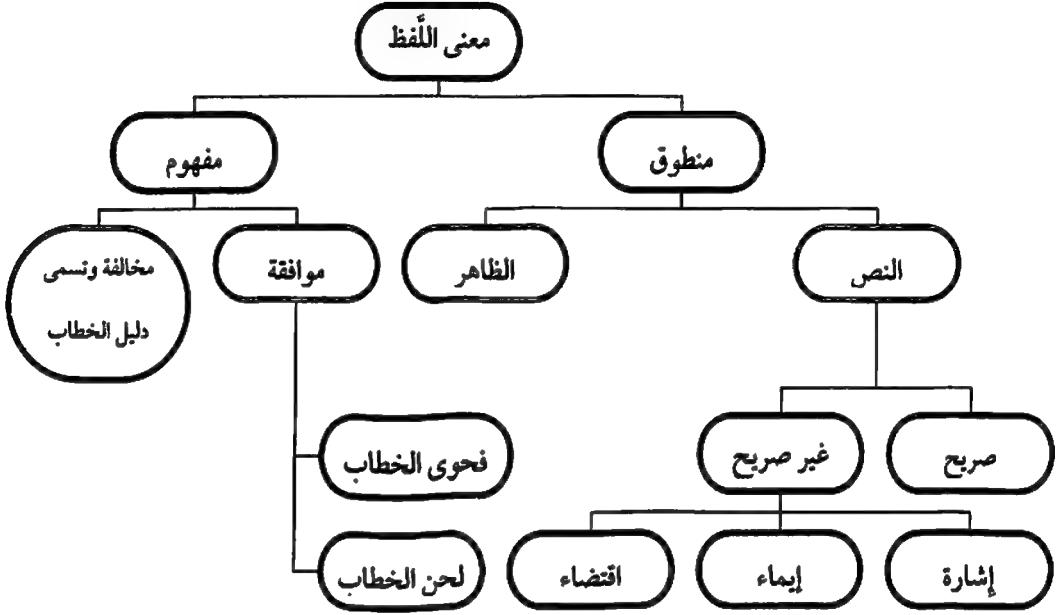 معنى اللَّفظ
منطوق
مفهوم
النص
الظاهر
موافقة
مخالفة وتسمى
دليل الخطاب
صريح
غير صريح
فحوى الخطاب
إشارة
إيماء
اقتضاء
لحن الخطاب